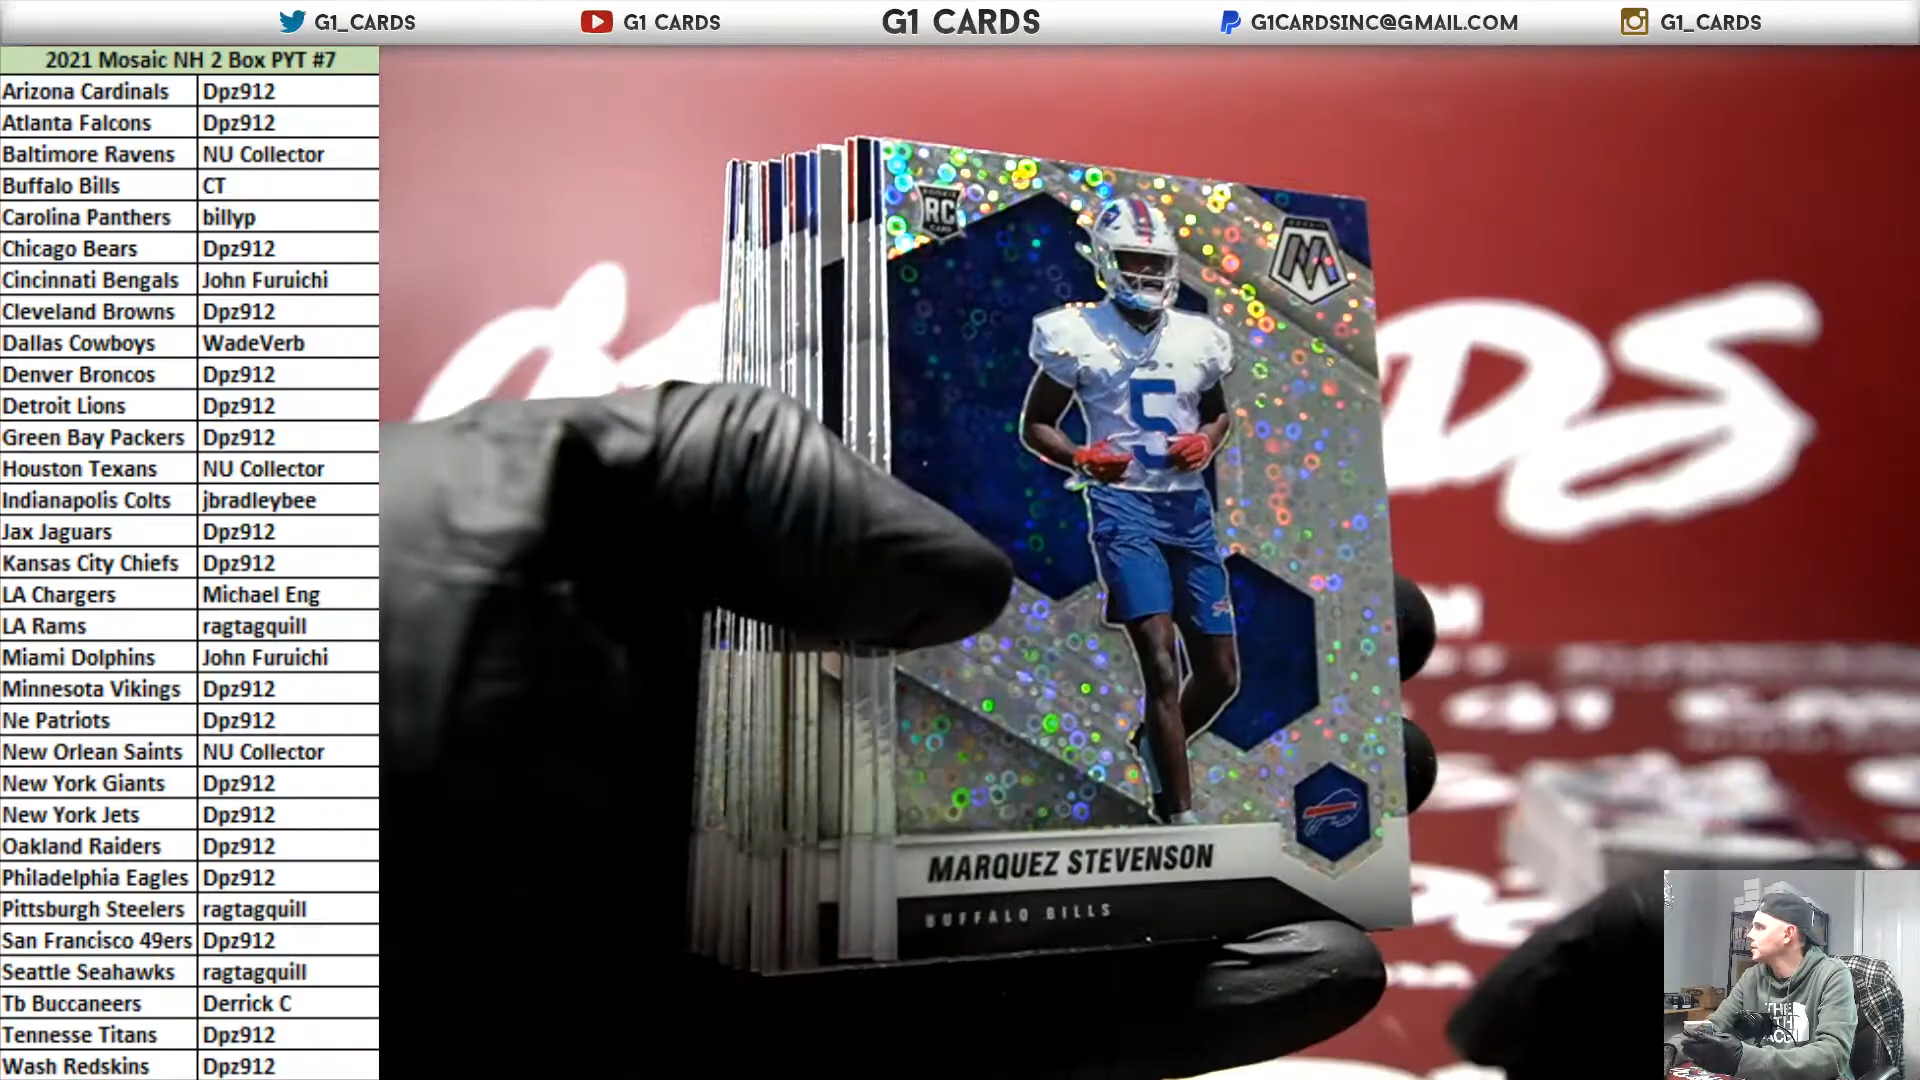 G1_CARDS
G1 CARDS
G1 CARDS
G1CARDSINC@GMAIL.COM
G1_CARDS
2021 Mosaic NH 2 Box PYT #7
Arizona Cardinals Dpz912
Atlanta Falcons Dpz912
Baltimore Ravens NU Collector
Buffalo Bills CT
Carolina Panthers billyp
Chicago Bears Dpz912
Cincinnati Bengals John Furuichi
Cleveland Browns Dpz912
Dallas Cowboys WadeVerb
Denver Broncos Dpz912
Detroit Lions Dpz912
Green Bay Packers Dpz912
Houston Texans NU Collector
Indianapolis Colts jbradleybee
Jax Jaguars Dpz912
Kansas City Chiefs Dpz912
LA Chargers Michael Eng
LA Rams ragtagquill
Miami Dolphins John Furuichi
Minnesota Vikings Dpz912
Ne Patriots Dpz912
New Orlean Saints NU Collector
New York Giants Dpz912
New York Jets Dpz912
Oakland Raiders Dpz912
Philadelphia Eagles Dpz912
Pittsburgh Steelers ragtagquill
San Francisco 49ers Dpz912
Seattle Seahawks ragtagquill
Tb Buccaneers Derrick C
Tennesse Titans Dpz912
Wash Redskins Dpz912
RC
CARD
M
5
MARQUEZ STEVENSON
BUFFALO BILLS
DS
THE